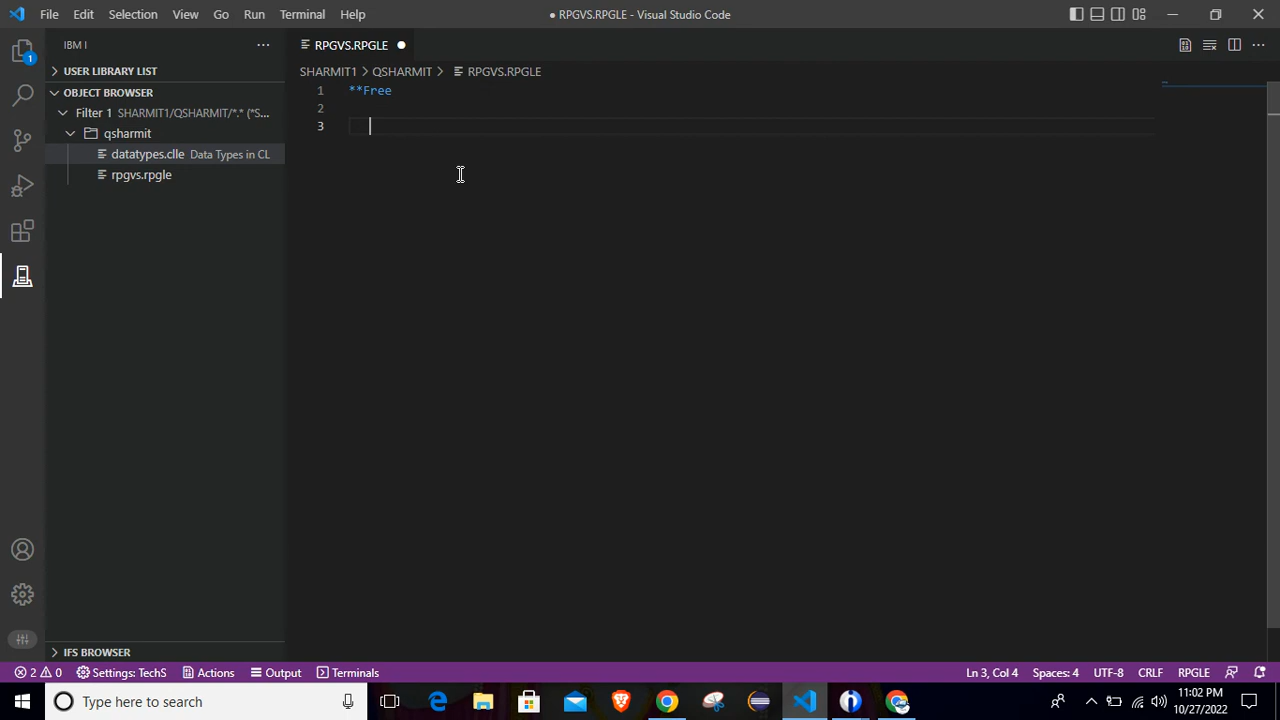 File Edit Selection View Go Run Terminal Help
● RPGVS.RPGLE - Visual Studio Code
IBM I
···
RPGVS.RPGLE ●
1
USER LIBRARY LIST
SHARMIT1 > QSHARMIT > RPGVS.RPGLE
OBJECT BROWSER
1 **Free
Filter 1 SHARMIT1/QSHARMIT/*.* (*S...
2
qsharmit
3
datatypes.clle Data Types in CL
rpgvs.rpgle
IFS BROWSER
2 0 Settings: TechS Actions Output Terminals
Ln 3, Col 4 Spaces: 4 UTF-8 CRLF RPGLE
Type here to search
11:02 PM
10/27/2022